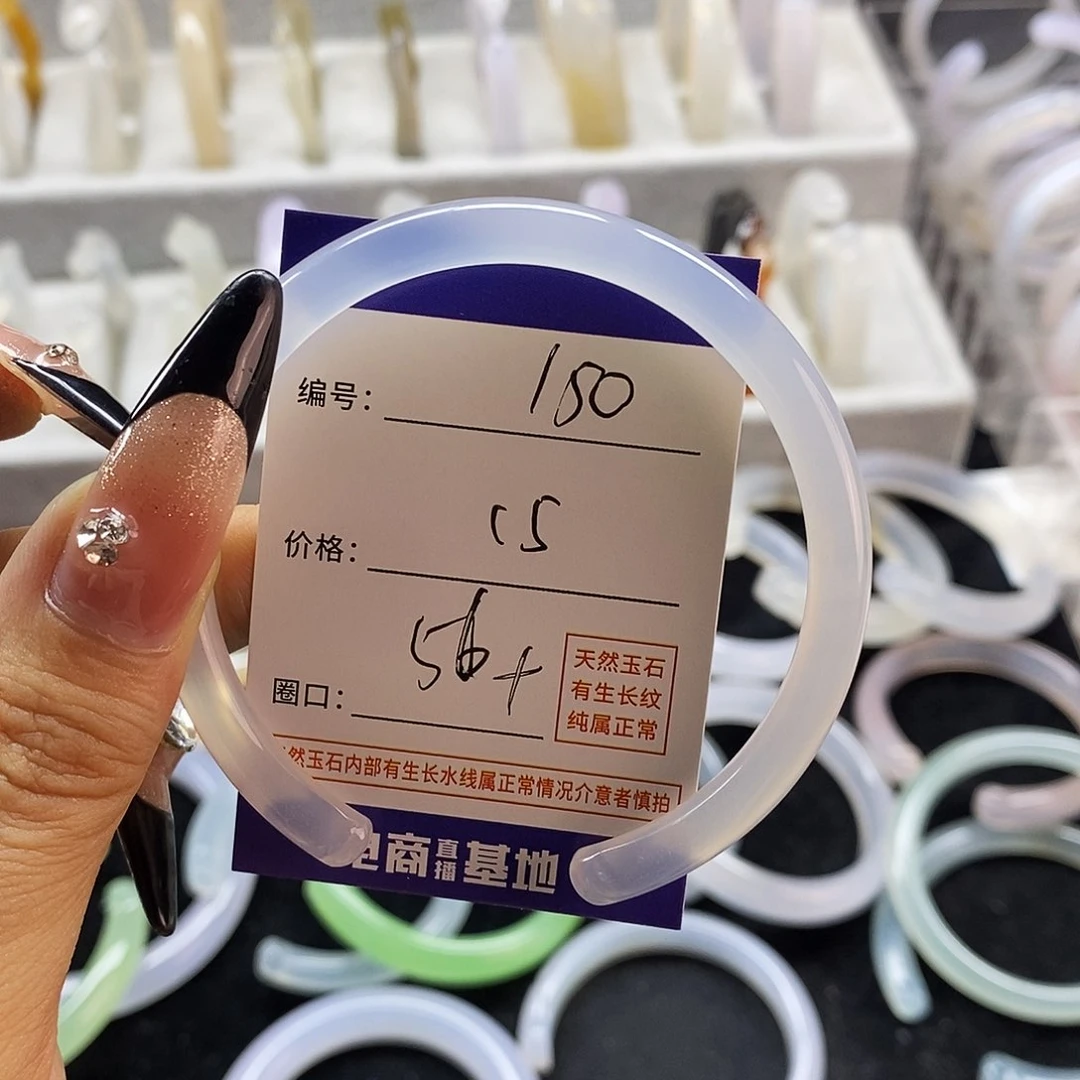 编号： 180
价格： 15
圈口： 56+
天然玉石
有生长纹
纯属正常
然玉石内部有生长水线属正常情况介意者慎拍
电商直播基地